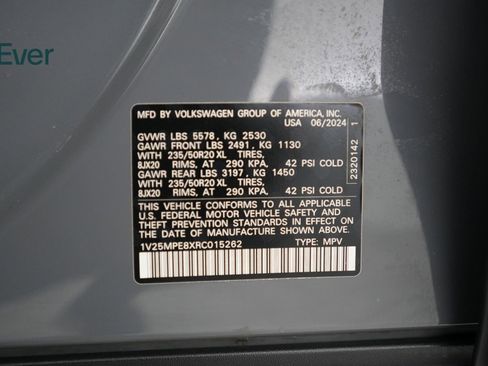 Ever
MFD BY VOLKSWAGEN GROUP OF AMERICA, INC.
USA 06/2024
GVWR LBS 5578, KG 2530
GAWR FRONT LBS 2491, KG 1130
WITH 235/50R20 XL TIRES,
8JX20 RIMS, AT 290 KPA. 42 PSI COLD
GAWR REAR LBS 3197, KG 1450
WITH 235/50R20 XL TIRES,
8JX20 RIMS, AT 290 KPA. 42 PSI COLD
THIS VEHICLE CONFORMS TO ALL APPLICABLE
U.S. FEDERAL MOTOR VEHICLE SAFETY AND
THEFT PREVENTION STANDARDS IN EFFECT ON THE
DATE OF MANUFACTURE SHOWN ABOVE.
1V25MPE8XRC015262 TYPE: MPV
2320142 1